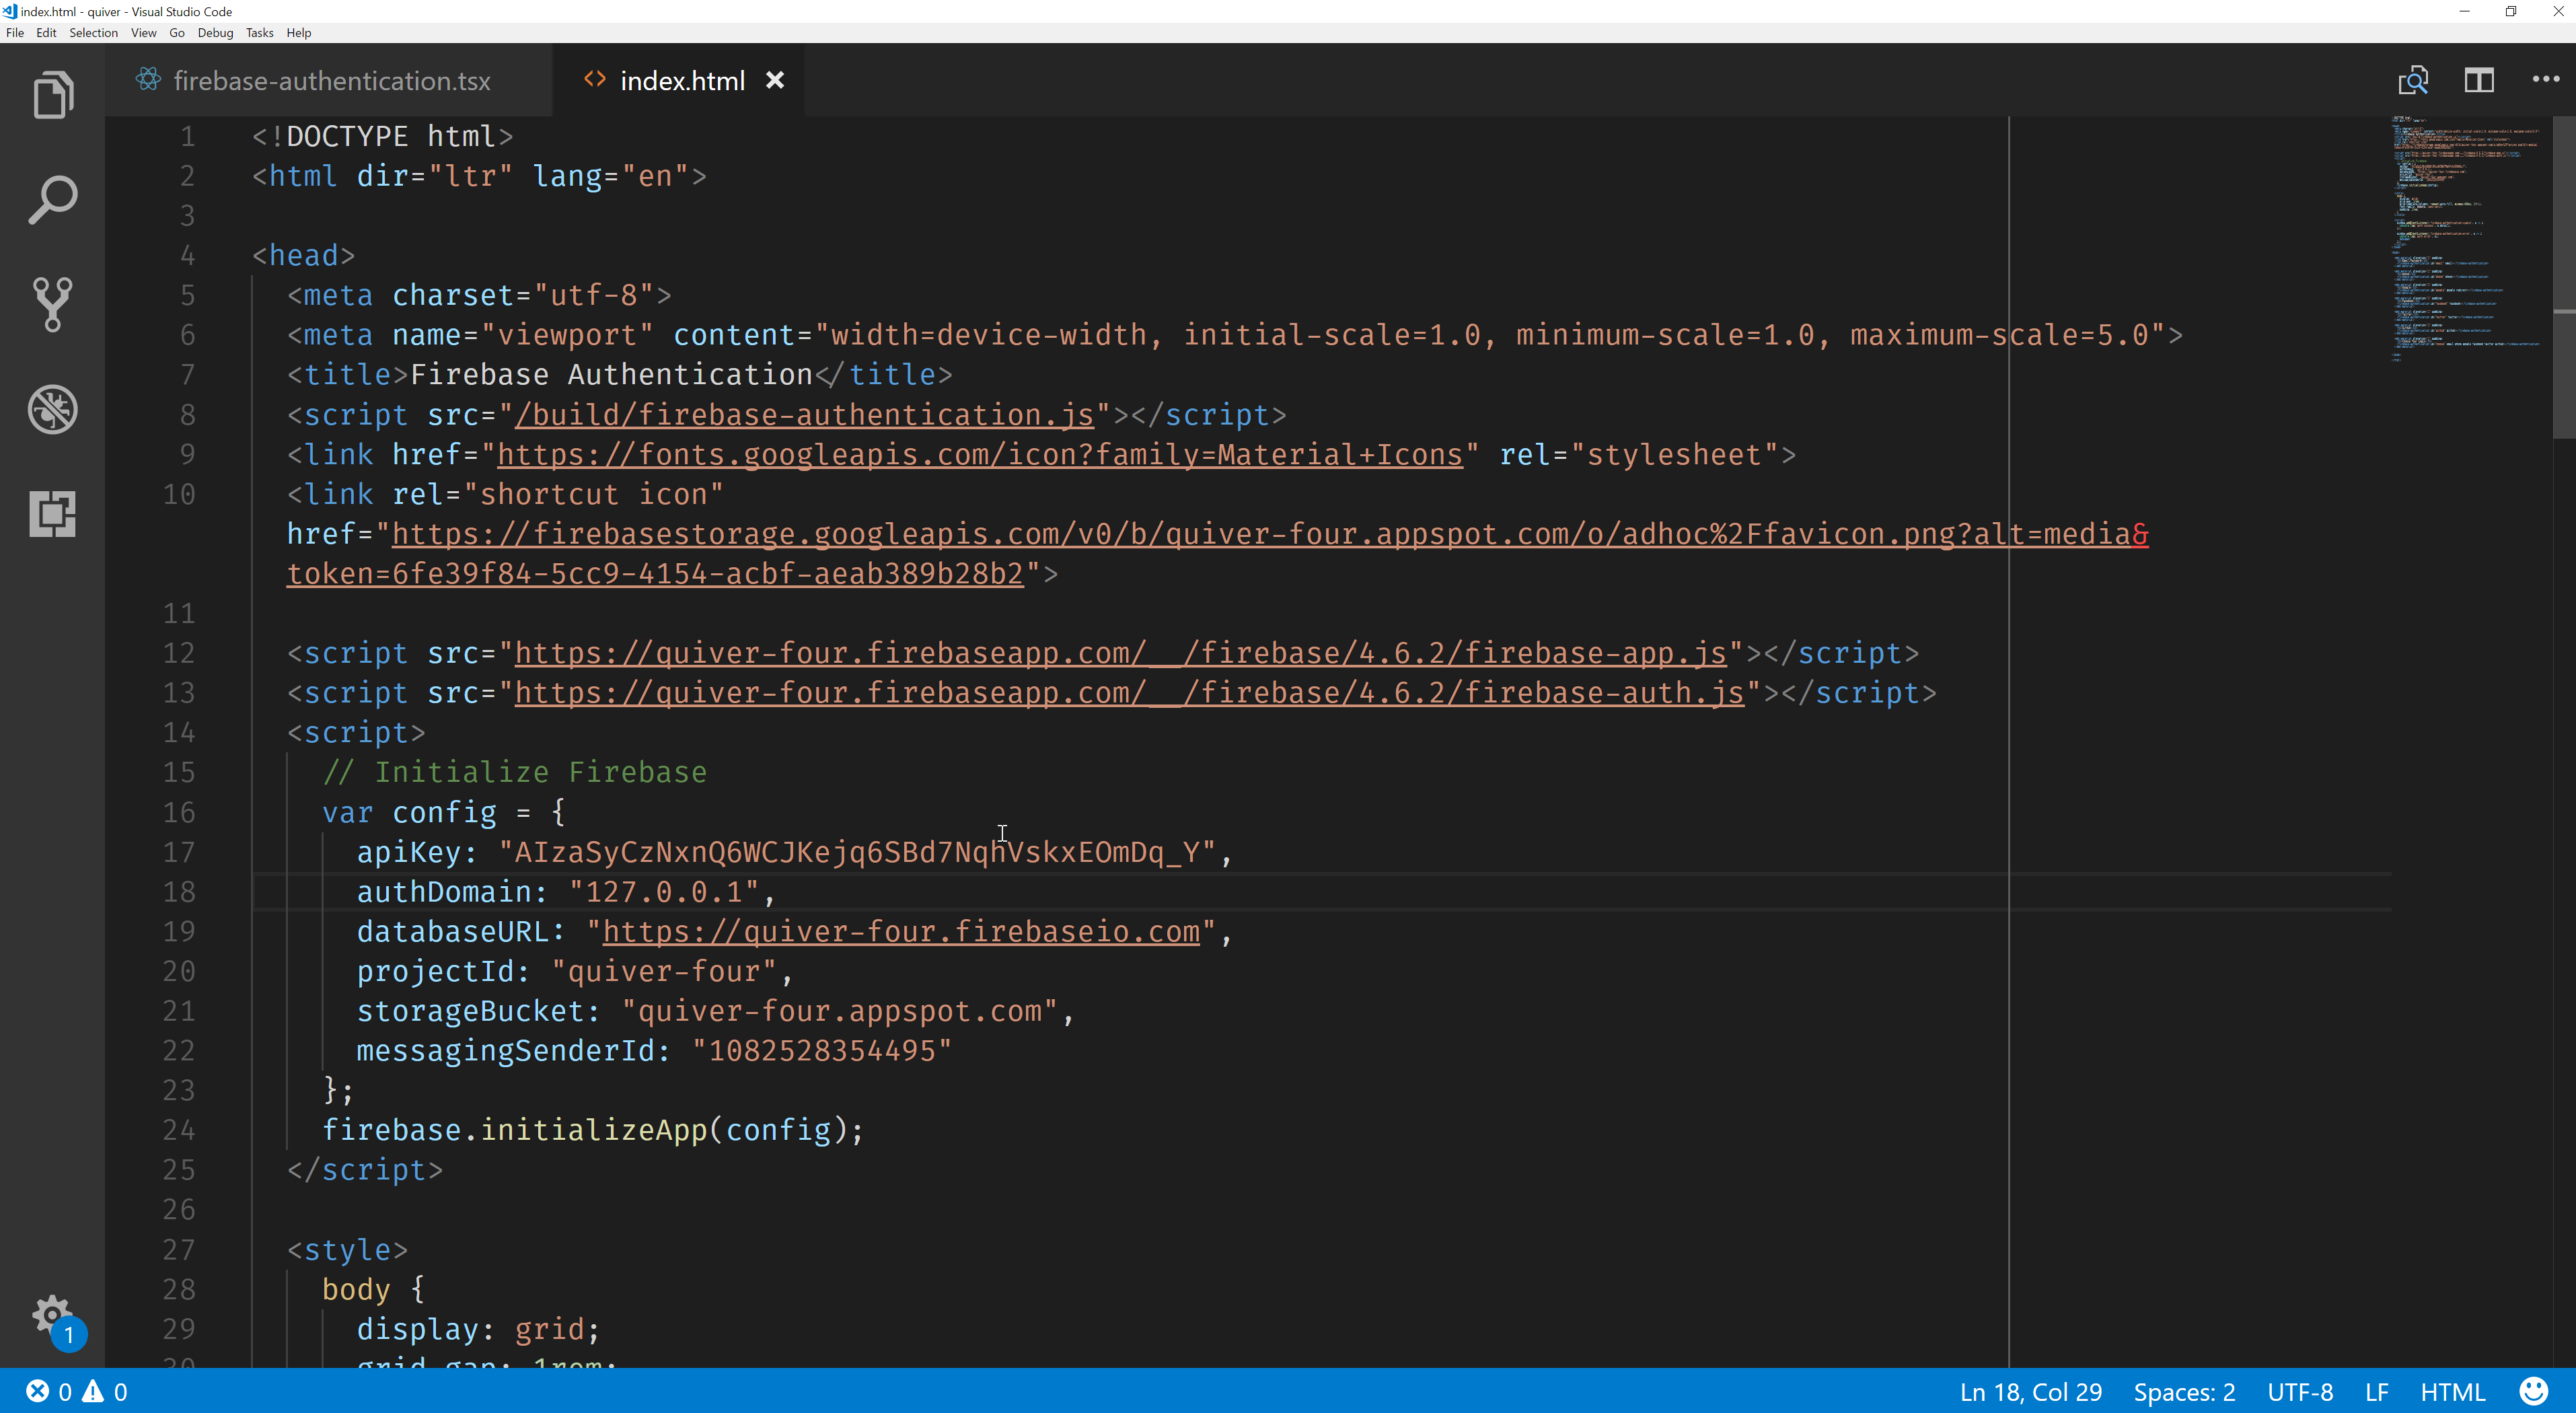 index.html - quiver - Visual Studio Code
File Edit Selection View Go Debug Tasks Help
firebase-authentication.tsx
index.html
1 <!DOCTYPE html>
2 <html dir="ltr" lang="en">
3
4 <head>
5 <meta charset="utf-8">
6 <meta name="viewport" content="width=device-width, initial-scale=1.0, minimum-scale=1.0, maximum-scale=5.0">
7 <title>Firebase Authentication</title>
8 <script src="/build/firebase-authentication.js"></script>
9 <link href="https://fonts.googleapis.com/icon?family=Material+Icons" rel="stylesheet">
10 <link rel="shortcut icon"
href="https://firebasestorage.googleapis.com/v0/b/quiver-four.appspot.com/o/adhoc%2Ffavicon.png?alt=media&
token=6fe39f84-5cc9-4154-acbf-aeab389b28b2">
11
12 <script src="https://quiver-four.firebaseapp.com/__/firebase/4.6.2/firebase-app.js"></script>
13 <script src="https://quiver-four.firebaseapp.com/__/firebase/4.6.2/firebase-auth.js"></script>
14 <script>
15 // Initialize Firebase
16 var config = {
17 apiKey: "AIzaSyCzNxnQ6WCJKejq6SBd7NqhVskxEOmDq_Y",
18 authDomain: "127.0.0.1",
19 databaseURL: "https://quiver-four.firebaseio.com",
20 projectId: "quiver-four",
21 storageBucket: "quiver-four.appspot.com",
22 messagingSenderId: "1082528354495"
23 };
24 firebase.initializeApp(config);
25 </script>
26
27 <style>
28 body {
29 display: grid;
30 grid-gap: 1rem;
1
0 0
Ln 18, Col 29 Spaces: 2 UTF-8 LF HTML